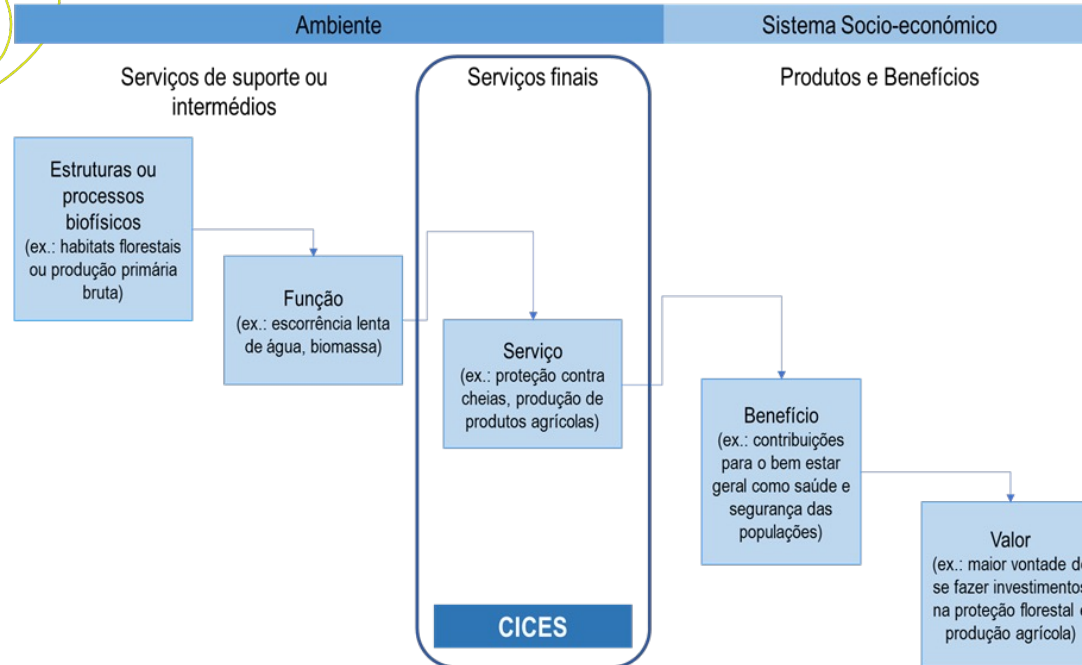 Ambiente
Sistema Socio-económico
Serviços de suporte ou
intermédios
Serviços finais
Produtos e Benefícios
Estruturas ou
processos
biofísicos
(ex.: habitats florestais
ou produção primária
bruta)
Função
(ex.: escorrência lenta
de água, biomassa)
Serviço
(ex.: proteção contra
cheias, produção de
produtos agrícolas)
Benefício
(ex.: contribuições
para o bem estar
geral como saúde e
segurança das
populações)
Valor
(ex.: maior vontade de
se fazer investimentos
na proteção florestal e
produção agrícola)
CICES